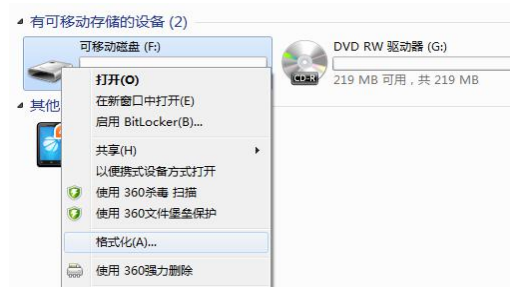 有可移动存储的设备 (2)
可移动磁盘 (F:)
DVD RW 驱动器 (G:)
CD-R
219 MB 可用，共 219 MB
打开(O)
在新窗口中打开(E)
启用 BitLocker(B)...
其他
共享(H)
以便携式设备方式打开
使用 360杀毒 扫描
使用 360文件堡垒保护
格式化(A)...
使用 360强力删除